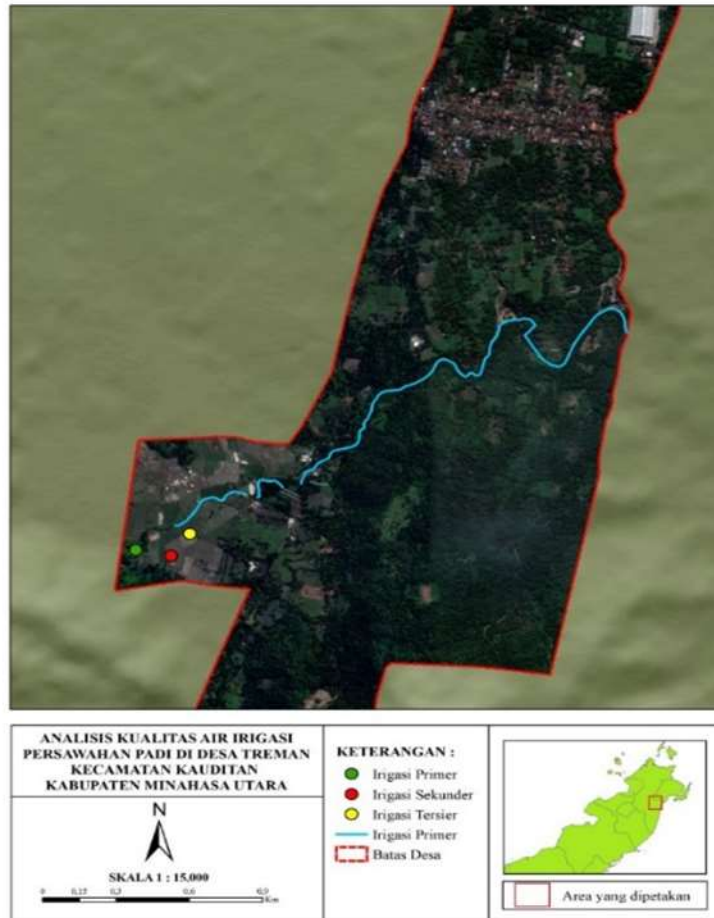 ANALISIS KUALITAS AIR IRIGASI
PERSAWAHAN PADI DI DESA TREMAN
KECAMATAN KAUDITAN
KABUPATEN MINAHASA UTARA
N
SKALA 1 : 15.000
0 0,15 0,3 0,6 0,9
Km
KETERANGAN :
Irigasi Primer
Irigasi Sekunder
Irigasi Tersier
Irigasi Primer
Batas Desa
Area yang dipetakan